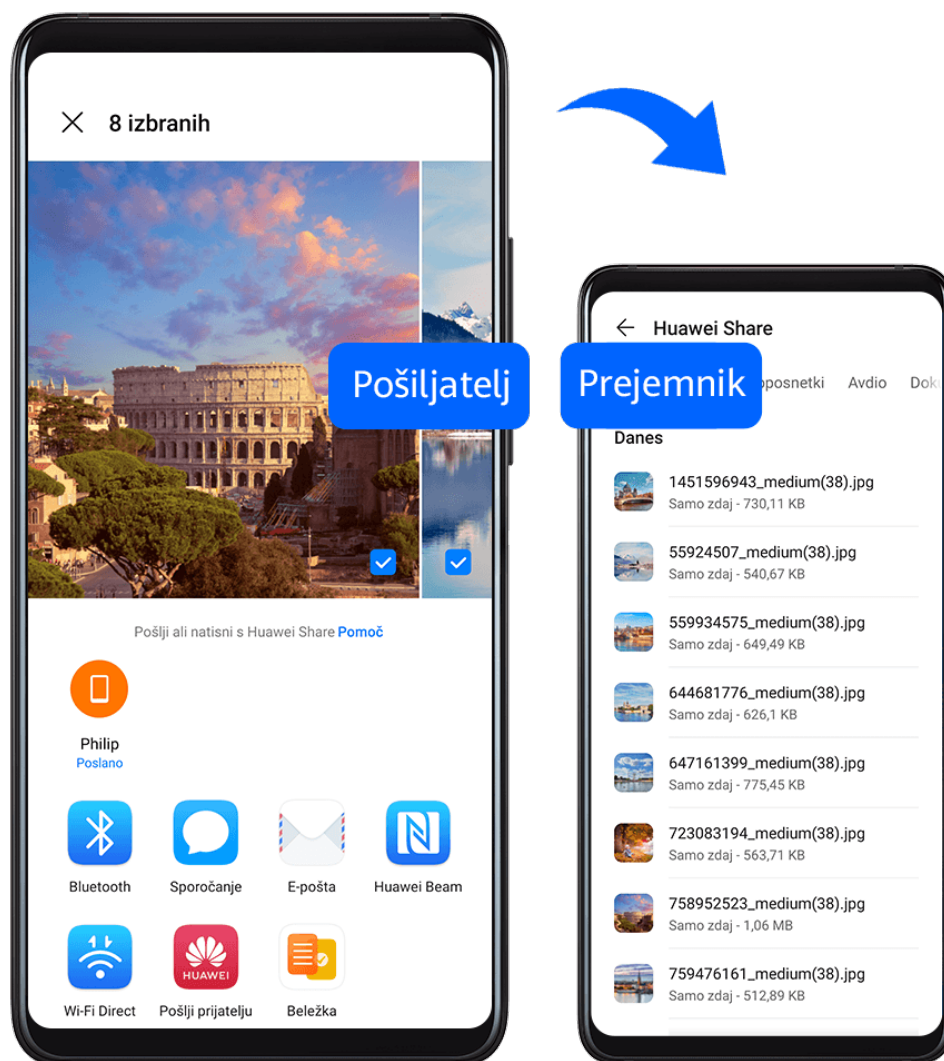 8 izbranih
Pošiljatelj
Pošlji ali natisni s Huawei Share Pomoč
Philip
Poslano
Bluetooth
Sporočanje
E-pošta
Huawei Beam
HUAWEI
Wi-Fi Direct
Pošlji prijatelju
Beležka
Huawei Share
Prejemnik
Avdio
Danes
1451596943_medium(38).jpg
Samo zdaj - 730,11 KB
55924507_medium(38).jpg
Samo zdaj - 540,67 KB
559934575_medium(38).jpg
Samo zdaj - 649,49 KB
644681776_medium(38).jpg
Samo zdaj - 626,1 KB
647161399_medium(38).jpg
Samo zdaj - 775,45 KB
723083194_medium(38).jpg
Samo zdaj - 563,71 KB
758952523_medium(38).jpg
Samo zdaj - 1,06 MB
759476161_medium(38).jpg
Samo zdaj - 512,89 KB